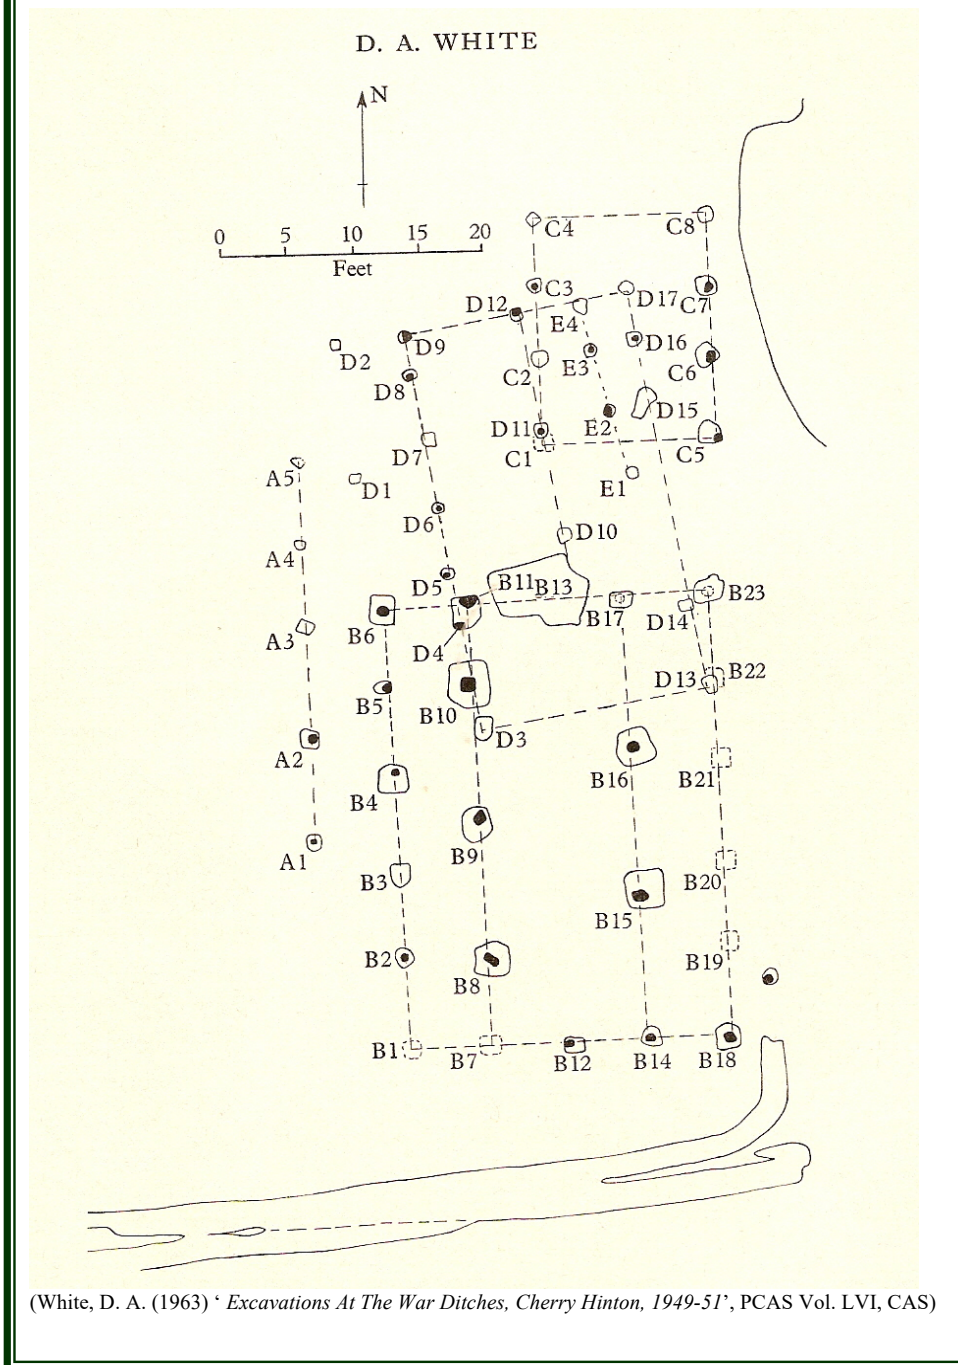 D. A. WHITE
N
0 5 10 15 20
Feet
C4 C8
C3 D17 C7
D12 E4
D9 D16
D2 C2 E3 C6
D8
D15
D11 E2
C1 C5
D7
A5 D1 E1
D6 D10
A4
D5 B11 B13 B23
B6 B17 D14
A3
D4
D13 B22
B5 B10
D3
A2 B16 B21
B4
A1 B9
B3 B20
B15
B2 B19
B8
B1 B7 B12 B14 B18
(White, D. A. (1963) ‘ Excavations At The War Ditches, Cherry Hinton, 1949-51’, PCAS Vol. LVI, CAS)